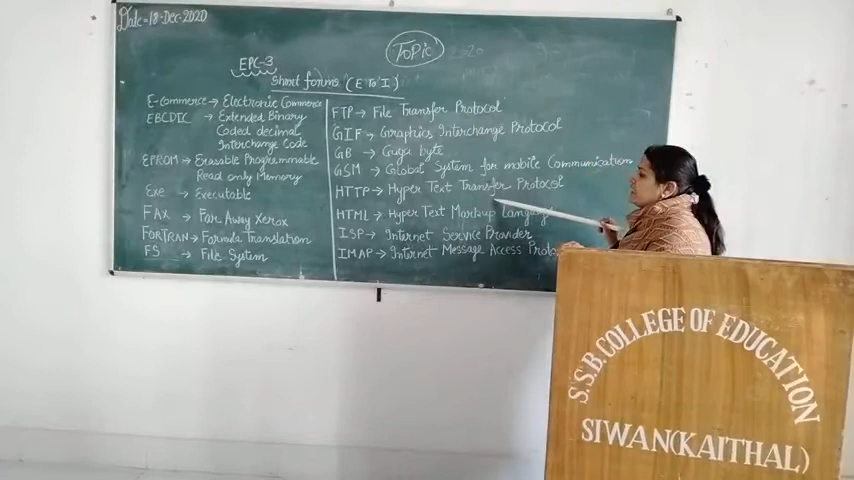 Date = 18-Dec-2020
Topic
EPC-3
Short forms (E To I)
E-Commerce → Electronic Commerce
EBCDIC → Extended Binary
Coded decimal
Interchange Code
EPROM → Erasable Programmable
Read only Memory
Exe → Executable
FAX → Far Away Xerox
FORTRAN → Formula Translation
FS → File System
FTP → File Transfer Protocol
GIF → Graphics Interchange Protocol
GB → Giga byte
GSM → Global System for mobile Communication
HTTP → Hyper Text Transfer Protocol
HTML → Hyper Text Markup Language
ISP → Internet Service Provider
IMAP → Internet Message Access Proto
S.S.B. COLLEGE OF EDUCATION
SIWAN(KAITHAL)